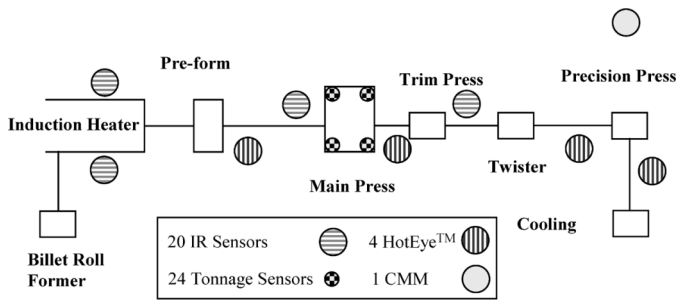 Pre-form
Trim Press
Precision Press
Induction Heater
Main Press
Twister
Cooling
Billet Roll
Former
20 IR Sensors
4 HotEye™
24 Tonnage Sensors
1 CMM